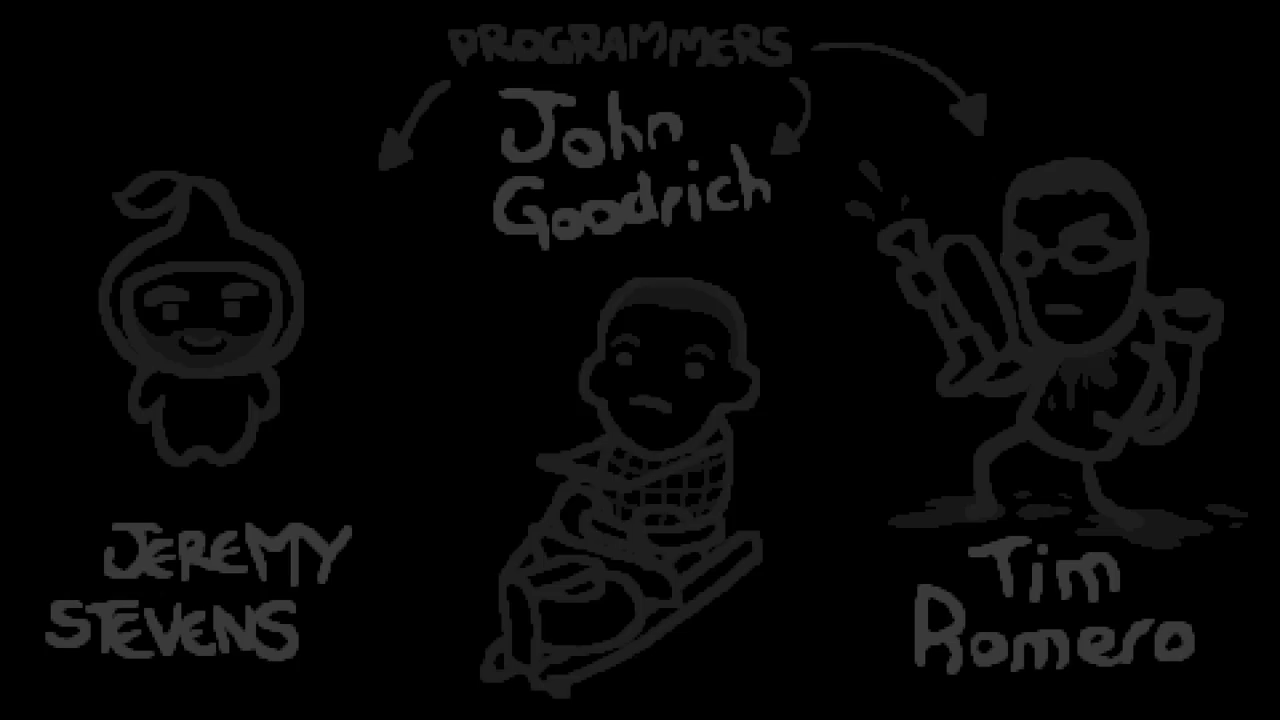 PROGRAMMERS
John
Goodrich
JEREMY
STEVENS
Tim
Romero